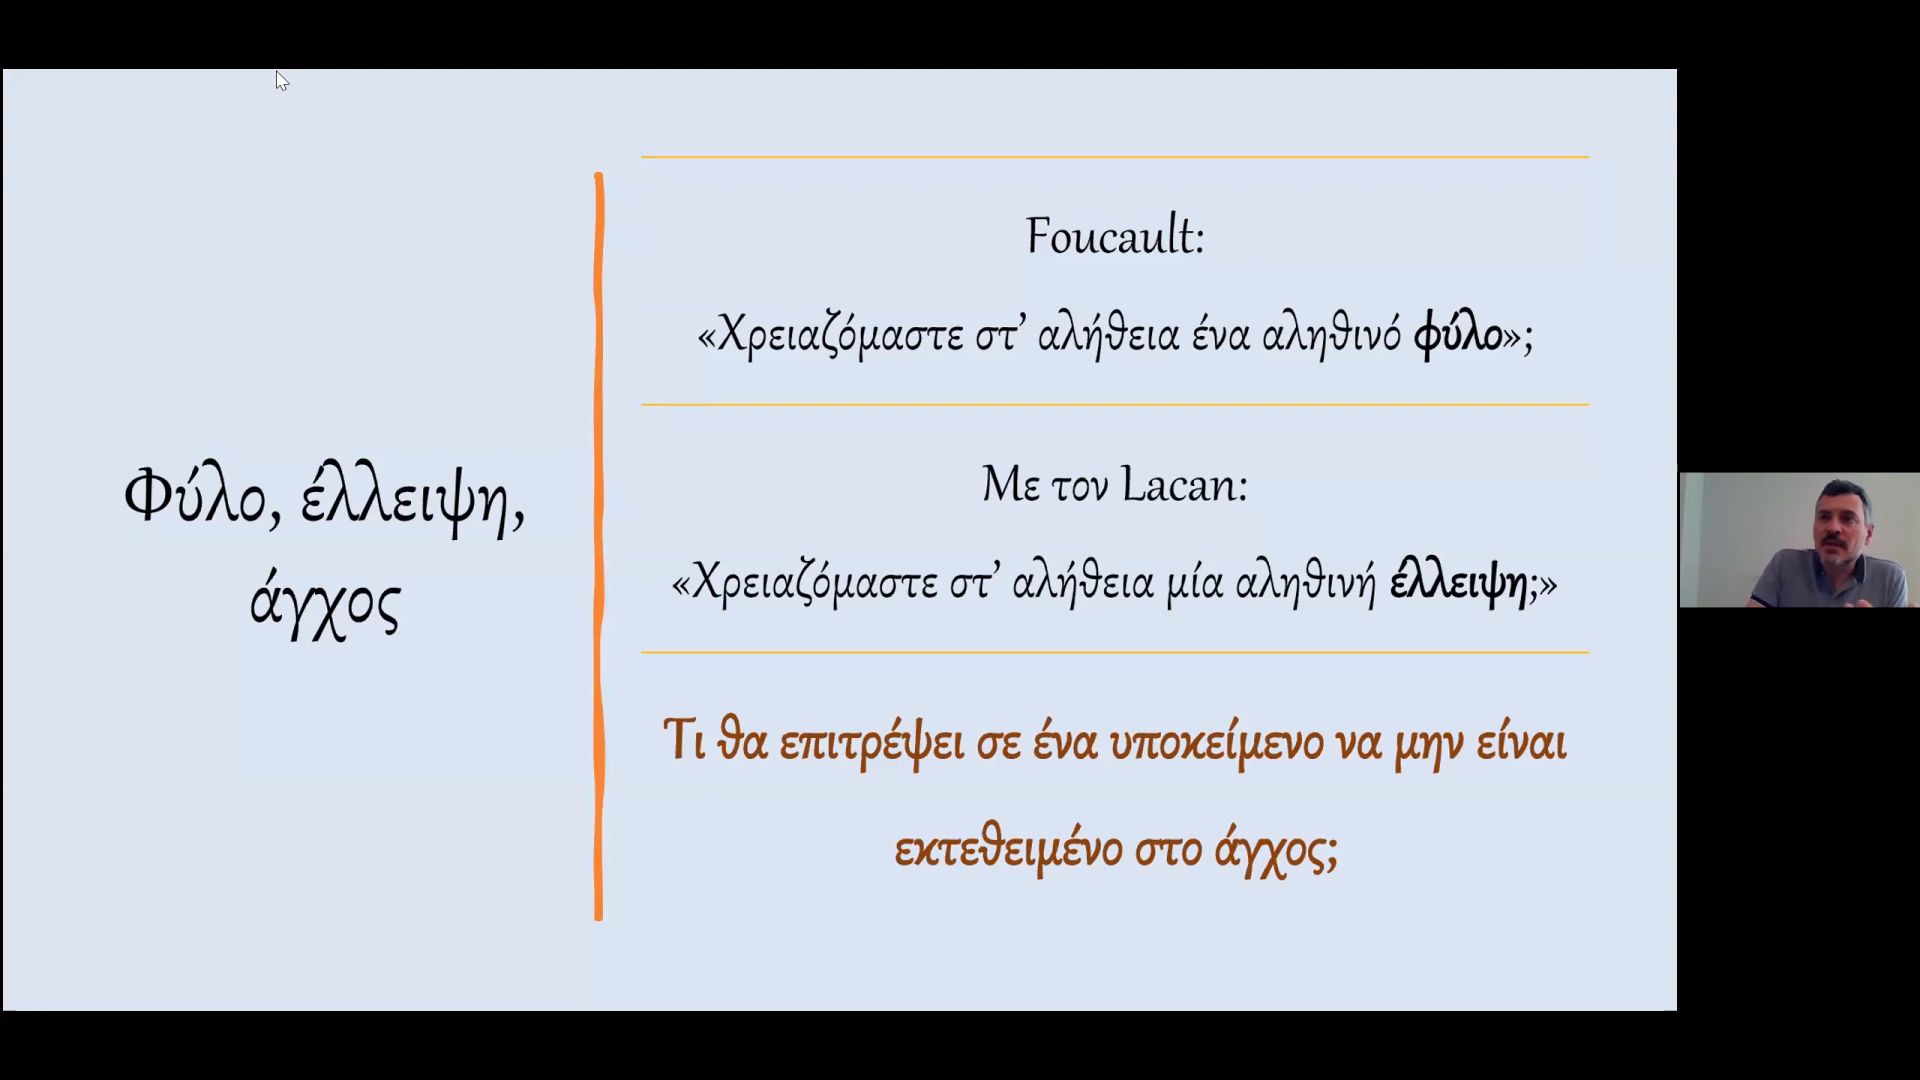 Φύλο, έλλειψη,
άγχος
Foucault:
«Χρειαζόμαστε στ’ αλήθεια ένα αληθινό φύλο»;
Με τον Lacan:
«Χρειαζόμαστε στ’ αλήθεια μία αληθινή έλλειψη;»
Τι θα επιτρέψει σε ένα υποκείμενο να μην είναι
εκτεθειμένο στο άγχος;